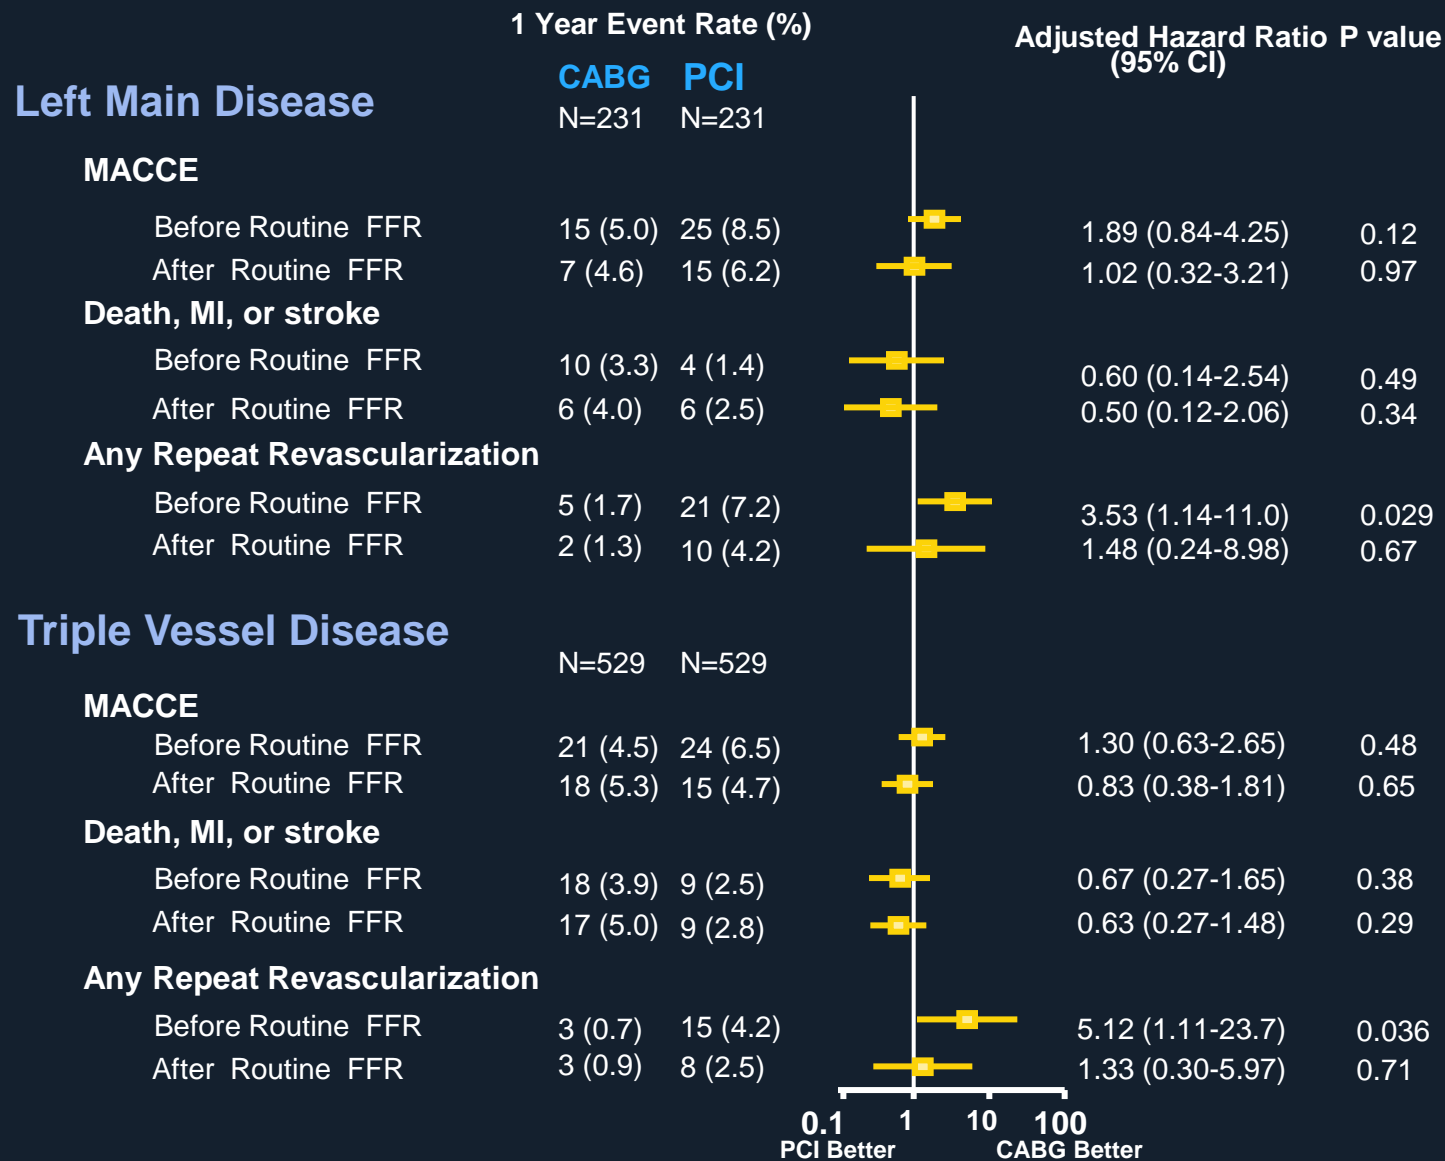 1 Year Event Rate (%)
Adjusted Hazard Ratio P value
(95% CI)
CABG PCI
Left Main Disease
N=231 N=231
MACCE
Before Routine FFR 15 (5.0) 25 (8.5) 1.89 (0.84-4.25) 0.12
After Routine FFR 7 (4.6) 15 (6.2) 1.02 (0.32-3.21) 0.97
Death, MI, or stroke
Before Routine FFR 10 (3.3) 4 (1.4) 0.60 (0.14-2.54) 0.49
After Routine FFR 6 (4.0) 6 (2.5) 0.50 (0.12-2.06) 0.34
Any Repeat Revascularization
Before Routine FFR 5 (1.7) 21 (7.2) 3.53 (1.14-11.0) 0.029
After Routine FFR 2 (1.3) 10 (4.2) 1.48 (0.24-8.98) 0.67
Triple Vessel Disease
N=529 N=529
MACCE
Before Routine FFR 21 (4.5) 24 (6.5) 1.30 (0.63-2.65) 0.48
After Routine FFR 18 (5.3) 15 (4.7) 0.83 (0.38-1.81) 0.65
Death, MI, or stroke
Before Routine FFR 18 (3.9) 9 (2.5) 0.67 (0.27-1.65) 0.38
After Routine FFR 17 (5.0) 9 (2.8) 0.63 (0.27-1.48) 0.29
Any Repeat Revascularization
Before Routine FFR 3 (0.7) 15 (4.2) 5.12 (1.11-23.7) 0.036
After Routine FFR 3 (0.9) 8 (2.5) 1.33 (0.30-5.97) 0.71
0.1 1 10 100
PCI Better CABG Better